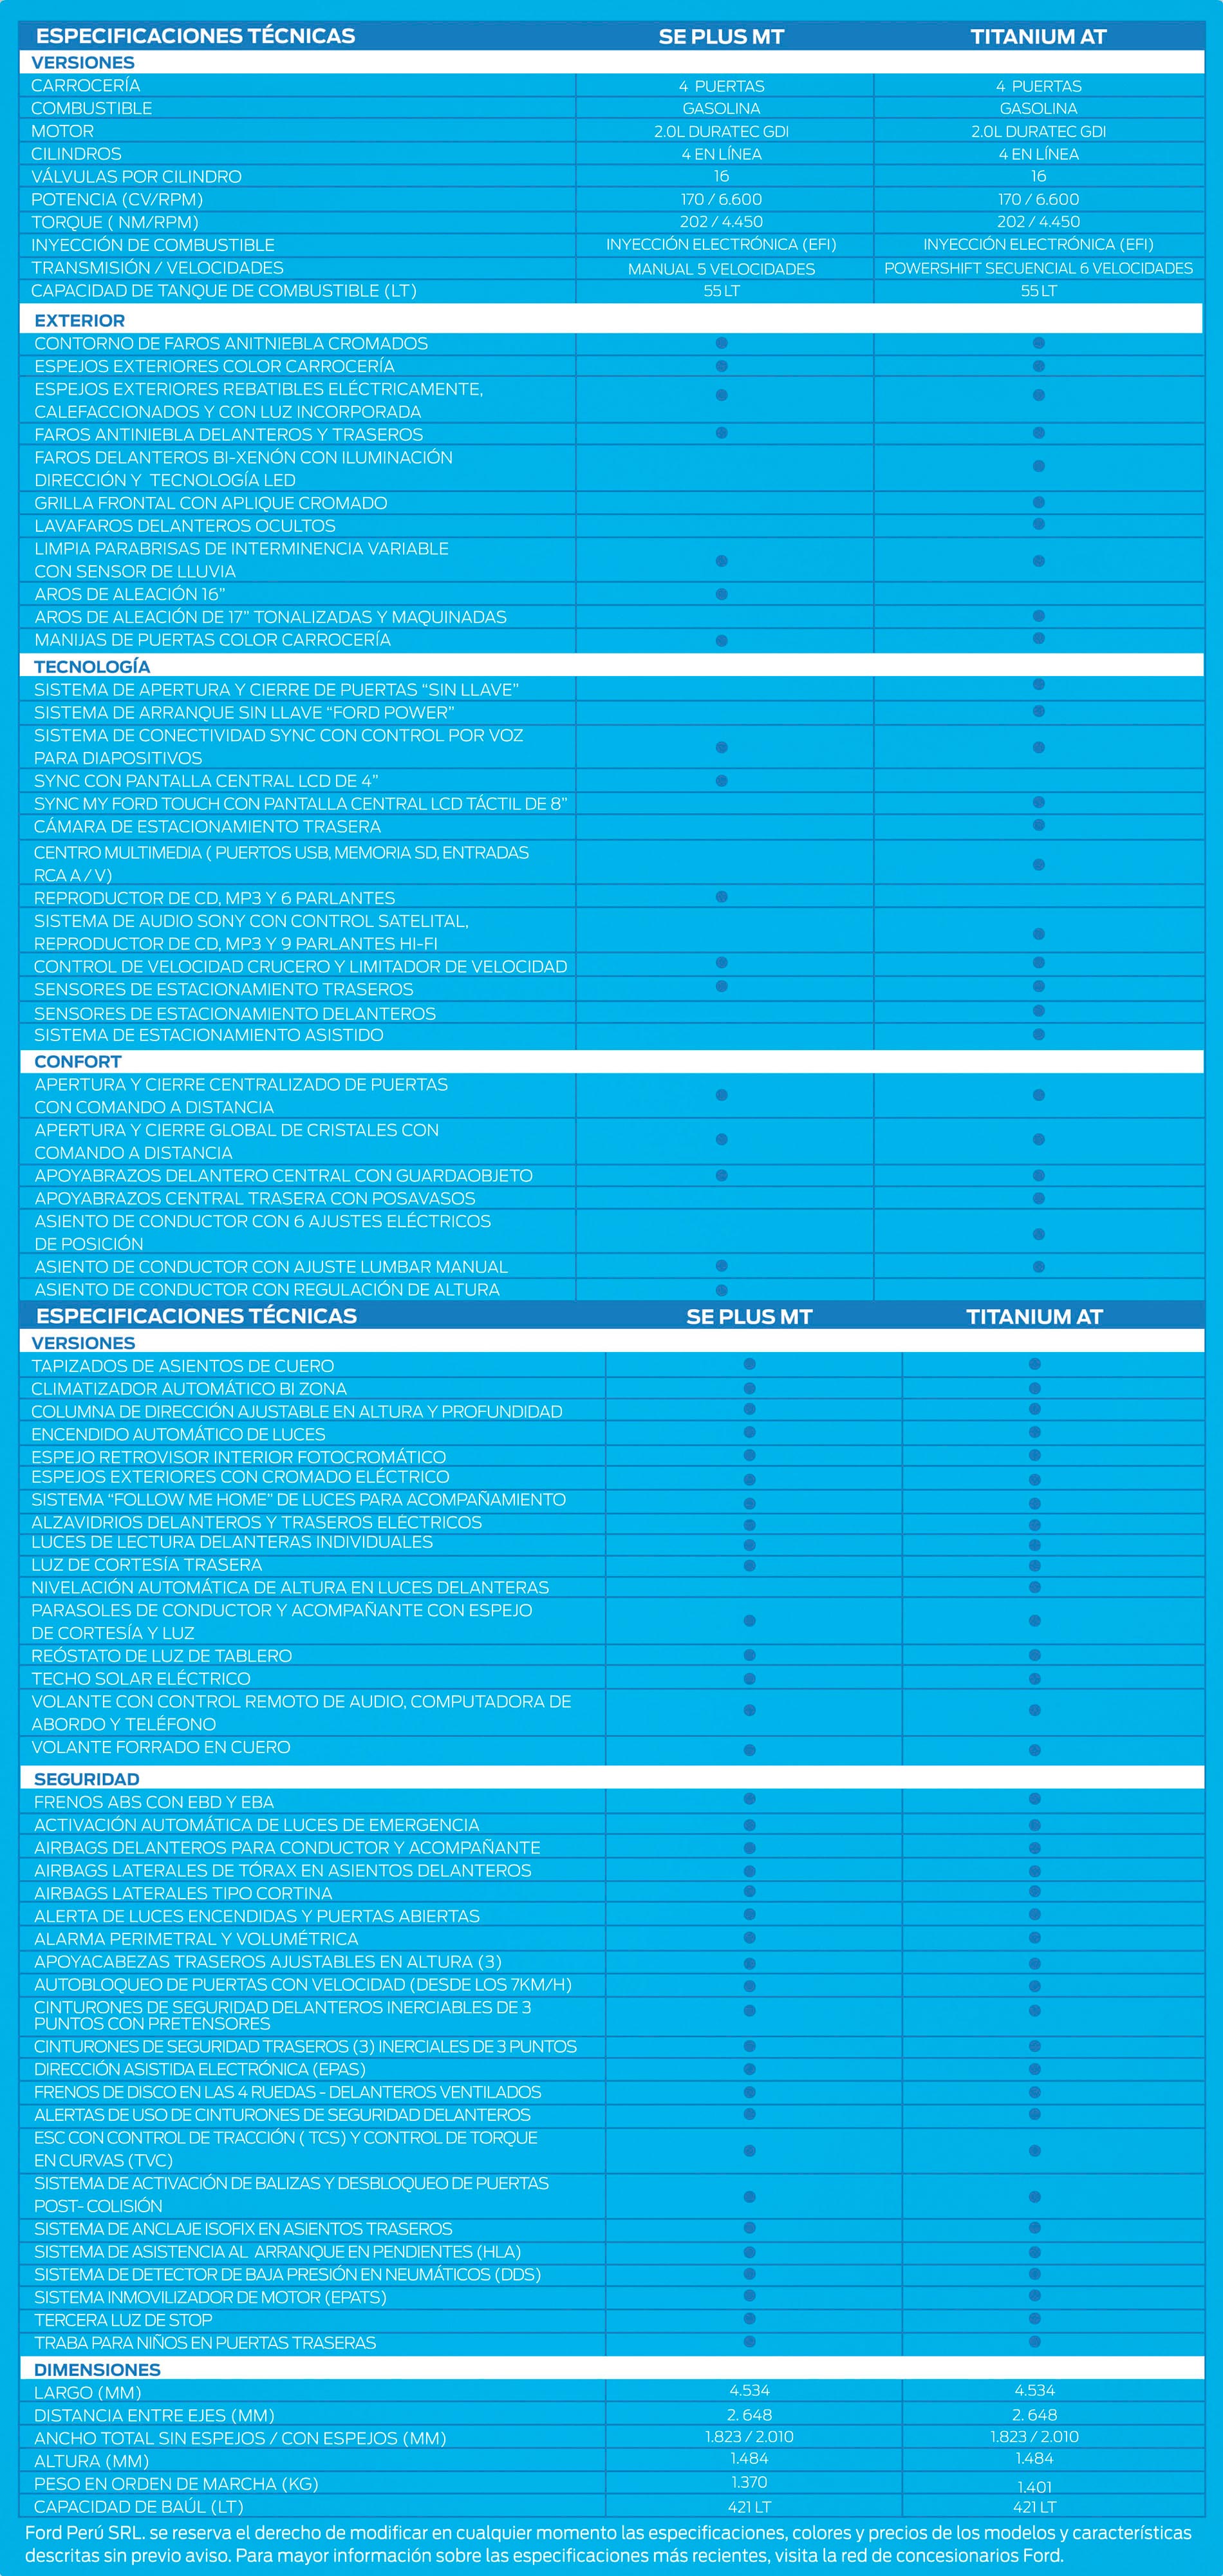 ESPECIFICACIONES TÉCNICAS SE PLUS MT TITANIUM AT
VERSIONES
CARROCERÍA 4 PUERTAS 4 PUERTAS
COMBUSTIBLE GASOLINA GASOLINA
MOTOR 2.0L DURATEC GDI 2.0L DURATEC GDI
CILINDROS 4 EN LÍNEA 4 EN LÍNEA
VÁLVULAS POR CILINDRO 16 16
POTENCIA (CV/RPM) 170 / 6.600 170 / 6.600
TORQUE ( NM/RPM) 202 / 4.450 202 / 4.450
INYECCIÓN DE COMBUSTIBLE INYECCIÓN ELECTRÓNICA (EFI) INYECCIÓN ELECTRÓNICA (EFI)
TRANSMISIÓN / VELOCIDADES MANUAL 5 VELOCIDADES POWERSHIFT SECUENCIAL 6 VELOCIDADES
CAPACIDAD DE TANQUE DE COMBUSTIBLE (LT) 55 LT 55 LT
EXTERIOR
CONTORNO DE FAROS ANITNIEBLA CROMADOS
ESPEJOS EXTERIORES COLOR CARROCERÍA
ESPEJOS EXTERIORES REBATIBLES ELÉCTRICAMENTE,
CALEFACCIONADOS Y CON LUZ INCORPORADA
FAROS ANTINIEBLA DELANTEROS Y TRASEROS
FAROS DELANTEROS BI-XENÓN CON ILUMINACIÓN
DIRECCIÓN Y TECNOLOGÍA LED
GRILLA FRONTAL CON APLIQUE CROMADO
LAVAFAROS DELANTEROS OCULTOS
LIMPIA PARABRISAS DE INTERMINENCIA VARIABLE
CON SENSOR DE LLUVIA
AROS DE ALEACIÓN 16”
AROS DE ALEACIÓN DE 17” TONALIZADAS Y MAQUINADAS
MANIJAS DE PUERTAS COLOR CARROCERÍA
TECNOLOGÍA
SISTEMA DE APERTURA Y CIERRE DE PUERTAS “SIN LLAVE”
SISTEMA DE ARRANQUE SIN LLAVE “FORD POWER”
SISTEMA DE CONECTIVIDAD SYNC CON CONTROL POR VOZ
PARA DIAPOSITIVOS
SYNC CON PANTALLA CENTRAL LCD DE 4”
SYNC MY FORD TOUCH CON PANTALLA CENTRAL LCD TÁCTIL DE 8”
CÁMARA DE ESTACIONAMIENTO TRASERA
CENTRO MULTIMEDIA ( PUERTOS USB, MEMORIA SD, ENTRADAS
RCA A / V)
REPRODUCTOR DE CD, MP3 Y 6 PARLANTES
SISTEMA DE AUDIO SONY CON CONTROL SATELITAL,
REPRODUCTOR DE CD, MP3 Y 9 PARLANTES HI-FI
CONTROL DE VELOCIDAD CRUCERO Y LIMITADOR DE VELOCIDAD
SENSORES DE ESTACIONAMIENTO TRASEROS
SENSORES DE ESTACIONAMIENTO DELANTEROS
SISTEMA DE ESTACIONAMIENTO ASISTIDO
CONFORT
APERTURA Y CIERRE CENTRALIZADO DE PUERTAS
CON COMANDO A DISTANCIA
APERTURA Y CIERRE GLOBAL DE CRISTALES CON
COMANDO A DISTANCIA
APOYABRAZOS DELANTERO CENTRAL CON GUARDAOBJETO
APOYABRAZOS CENTRAL TRASERA CON POSAVASOS
ASIENTO DE CONDUCTOR CON 6 AJUSTES ELÉCTRICOS
DE POSICIÓN
ASIENTO DE CONDUCTOR CON AJUSTE LUMBAR MANUAL
ASIENTO DE CONDUCTOR CON REGULACIÓN DE ALTURA
ESPECIFICACIONES TÉCNICAS SE PLUS MT TITANIUM AT
VERSIONES
TAPIZADOS DE ASIENTOS DE CUERO
CLIMATIZADOR AUTOMÁTICO BI ZONA
COLUMNA DE DIRECCIÓN AJUSTABLE EN ALTURA Y PROFUNDIDAD
ENCENDIDO AUTOMÁTICO DE LUCES
ESPEJO RETROVISOR INTERIOR FOTOCROMÁTICO
ESPEJOS EXTERIORES CON CROMADO ELÉCTRICO
SISTEMA “FOLLOW ME HOME” DE LUCES PARA ACOMPAÑAMIENTO
ALZAVIDRIOS DELANTEROS Y TRASEROS ELÉCTRICOS
LUCES DE LECTURA DELANTERAS INDIVIDUALES
LUZ DE CORTESÍA TRASERA
NIVELACIÓN AUTOMÁTICA DE ALTURA EN LUCES DELANTERAS
PARASOLES DE CONDUCTOR Y ACOMPAÑANTE CON ESPEJO
DE CORTESÍA Y LUZ
REÓSTATO DE LUZ DE TABLERO
TECHO SOLAR ELÉCTRICO
VOLANTE CON CONTROL REMOTO DE AUDIO, COMPUTADORA DE
ABORDO Y TELÉFONO
VOLANTE FORRADO EN CUERO
SEGURIDAD
FRENOS ABS CON EBD Y EBA
ACTIVACIÓN AUTOMÁTICA DE LUCES DE EMERGENCIA
AIRBAGS DELANTEROS PARA CONDUCTOR Y ACOMPAÑANTE
AIRBAGS LATERALES DE TÓRAX EN ASIENTOS DELANTEROS
AIRBAGS LATERALES TIPO CORTINA
ALERTA DE LUCES ENCENDIDAS Y PUERTAS ABIERTAS
ALARMA PERIMETRAL Y VOLUMÉTRICA
APOYACABEZAS TRASEROS AJUSTABLES EN ALTURA (3)
AUTOBLOQUEO DE PUERTAS CON VELOCIDAD (DESDE LOS 7KM/H)
CINTURONES DE SEGURIDAD DELANTEROS INERCIABLES DE 3
PUNTOS CON PRETENSORES
CINTURONES DE SEGURIDAD TRASEROS (3) INERCIALES DE 3 PUNTOS
DIRECCIÓN ASISTIDA ELECTRÓNICA (EPAS)
FRENOS DE DISCO EN LAS 4 RUEDAS - DELANTEROS VENTILADOS
ALERTAS DE USO DE CINTURONES DE SEGURIDAD DELANTEROS
ESC CON CONTROL DE TRACCIÓN ( TCS) Y CONTROL DE TORQUE
EN CURVAS (TVC)
SISTEMA DE ACTIVACIÓN DE BALIZAS Y DESBLOQUEO DE PUERTAS
POST- COLISIÓN
SISTEMA DE ANCLAJE ISOFIX EN ASIENTOS TRASEROS
SISTEMA DE ASISTENCIA AL ARRANQUE EN PENDIENTES (HLA)
SISTEMA DE DETECTOR DE BAJA PRESIÓN EN NEUMÁTICOS (DDS)
SISTEMA INMOVILIZADOR DE MOTOR (EPATS)
TERCERA LUZ DE STOP
TRABA PARA NIÑOS EN PUERTAS TRASERAS
DIMENSIONES
LARGO (MM) 4.534 4.534
DISTANCIA ENTRE EJES (MM) 2. 648 2. 648
ANCHO TOTAL SIN ESPEJOS / CON ESPEJOS (MM) 1.823 / 2.010 1.823 / 2.010
ALTURA (MM) 1.484 1.484
PESO EN ORDEN DE MARCHA (KG) 1.370 1.401
CAPACIDAD DE BAÚL (LT) 421 LT 421 LT
Ford Perú SRL. se reserva el derecho de modificar en cualquier momento las especificaciones, colores y precios de los modelos y características
descritas sin previo aviso. Para mayor información sobre las especificaciones más recientes, visita la red de concesionarios Ford.